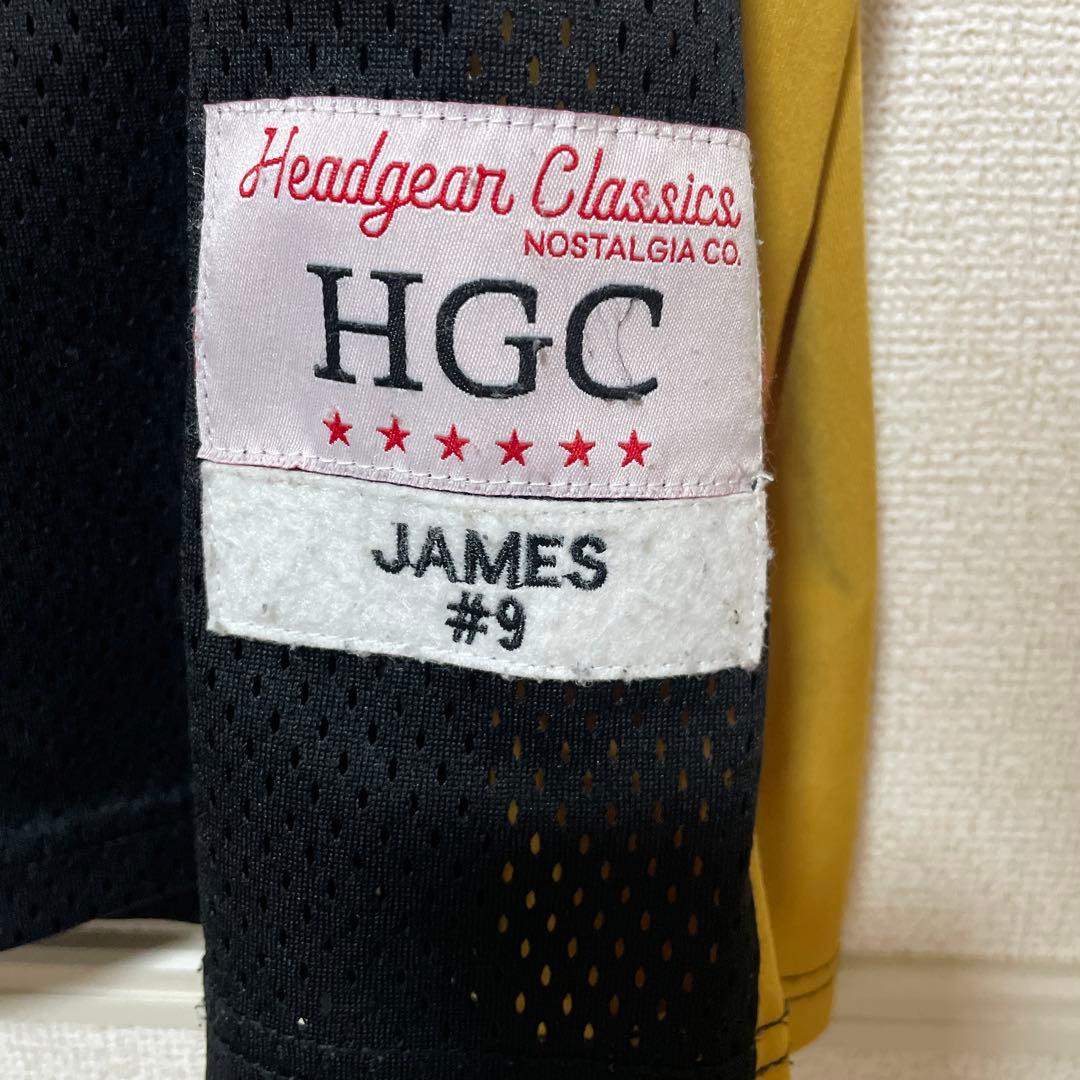 Headgear Classics
NOSTALGIA CO.
HGC
JAMES
#9